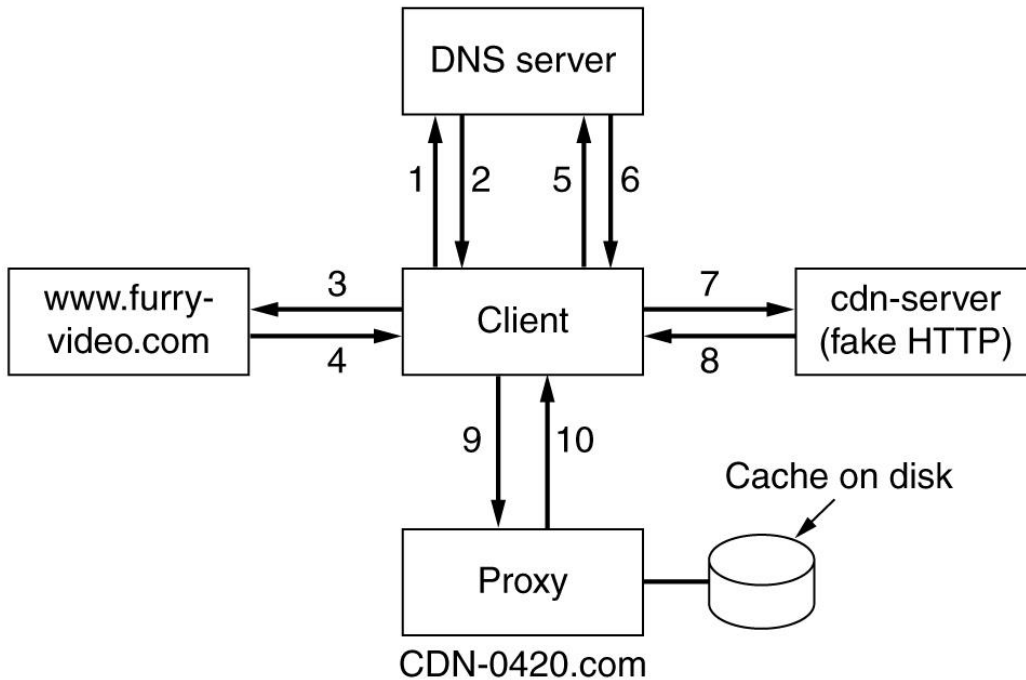 DNS server
1
2
5
6
www.furry-
video.com
3
4
Client
7
8
cdn-server
(fake HTTP)
9
10
Cache on disk
Proxy
CDN-0420.com